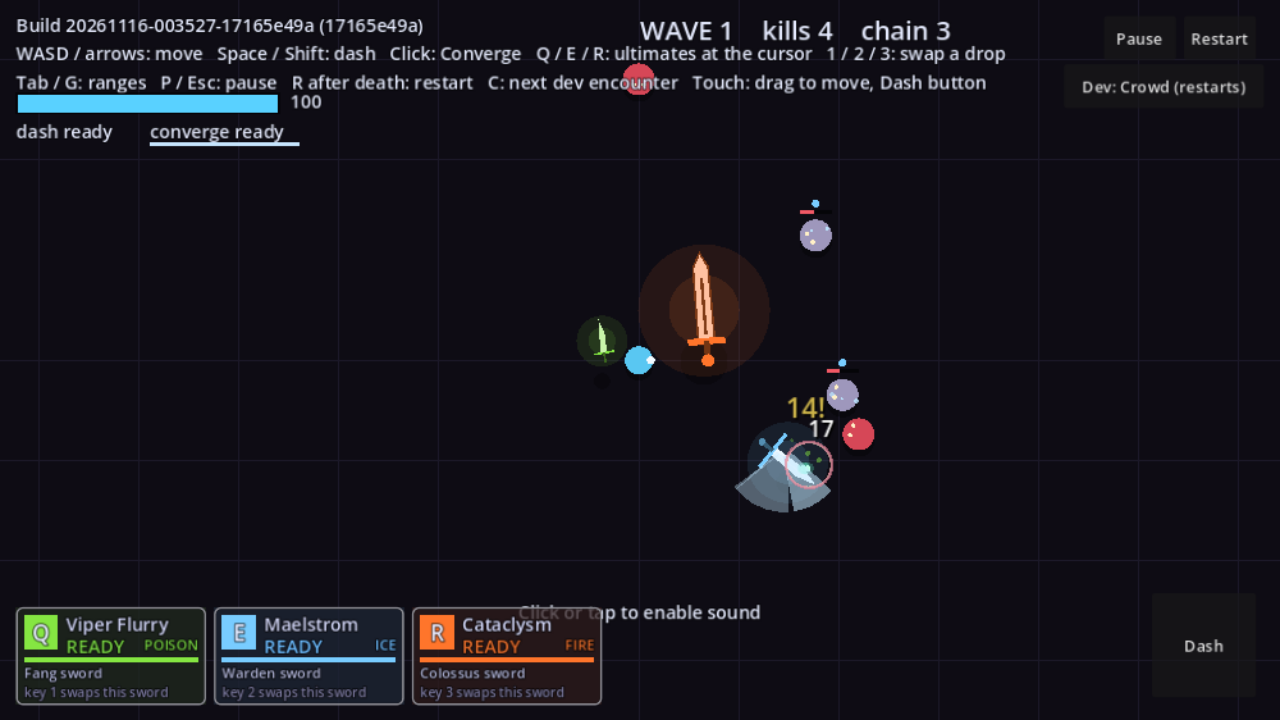 Build 20261116-003527-17165e49a (17165e49a)
WAVE 1 kills 4 chain 3
WASD / arrows: move Space / Shift: dash Click: Converge Q / E / R: ultimates at the cursor 1 / 2 / 3: swap a drop
Tab / G: ranges P / Esc: pause R after death: restart C: next dev encounter Touch: drag to move, Dash button
Pause Restart
Dev: Crowd (restarts)
100
dash ready converge ready
14!
17
Click or tap to enable sound
Q Viper Flurry
READY POISON
Fang sword
key 1 swaps this sword
E Maelstrom
READY ICE
Warden sword
key 2 swaps this sword
R Cataclysm
READY FIRE
Colossus sword
key 3 swaps this sword
Dash